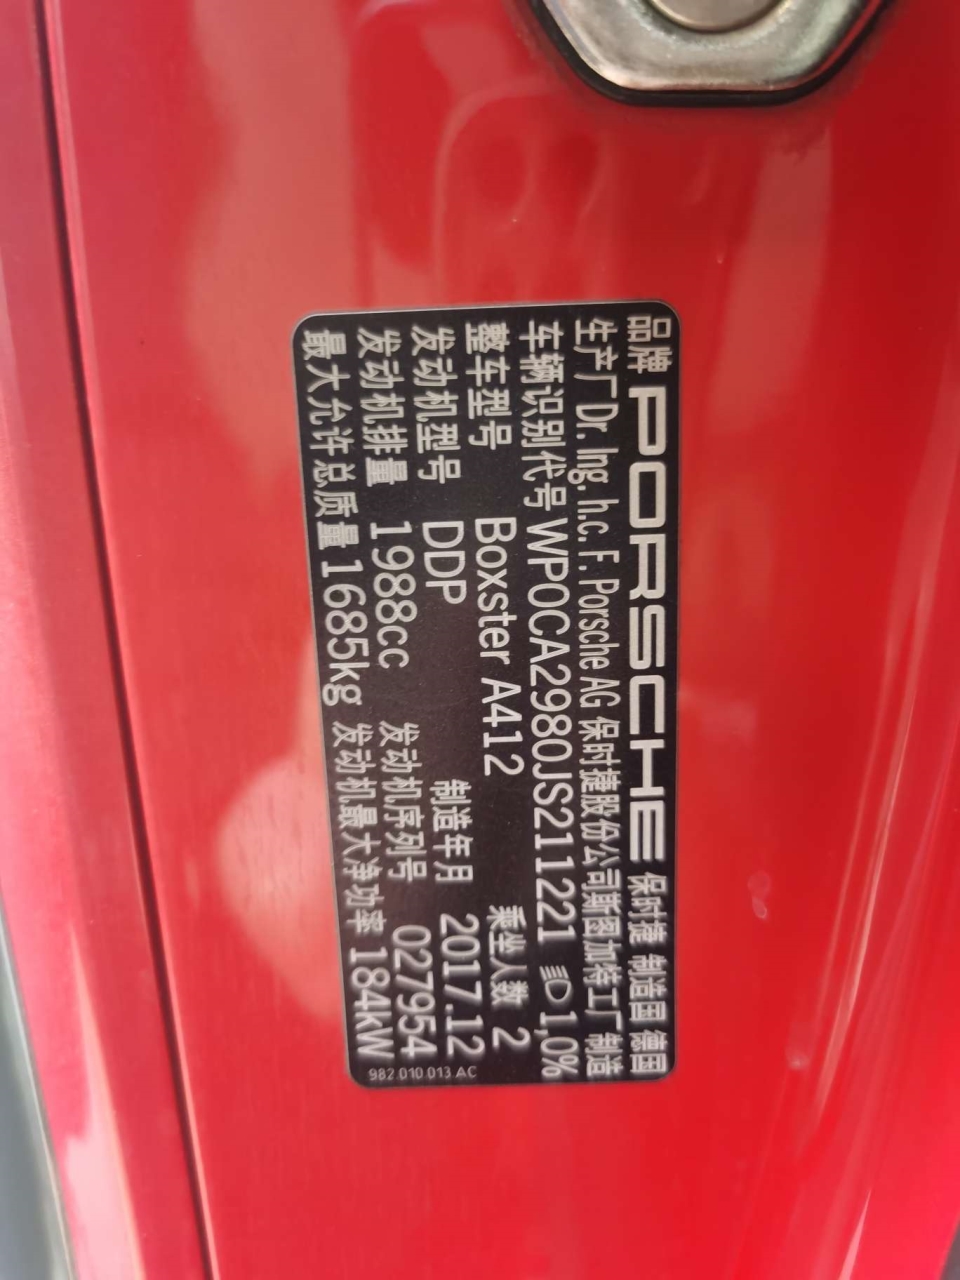 品牌 PORSCHE 保时捷 制造国 德国
生产厂Dr. Ing. h.c. F. Porsche AG 保时捷股份公司斯图加特工厂 制造
车辆识别代号 WP0CA2980JS211221 1,0%
整车型号 Boxster A412 乘坐人数 2
发动机型号 DDP 制造年月 2017.12
发动机排量 1988cc 发动机序列号 027954
最大允许总质量 1685kg 发动机最大净功率 184kW
982.010.013.AC